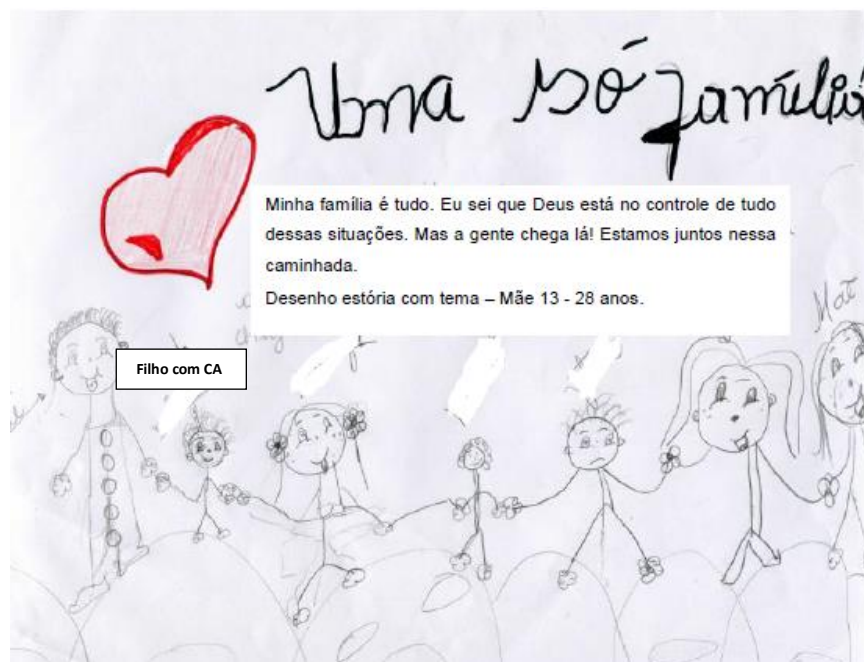 Uma só família
Minha família é tudo. Eu sei que Deus está no controle de tudo
dessas situações. Mas a gente chega lá! Estamos juntos nessa
caminhada.
Desenho estória com tema – Mãe 13 - 28 anos.
Mãe
Filho com CA